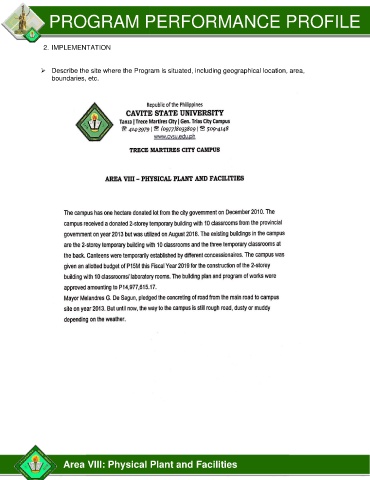 PROGRAM PERFORMANCE PROFILE
2. IMPLEMENTATION
➢ Describe the site where the Program is situated, including geographical location, area,
boundaries, etc.
Republic of the Philippines
CAVITE STATE UNIVERSITY
Tanza | Trece Martires City | Gen. Trias City Campus
☎ 414-3979 | ☎ (0977)8033809 | ☎ 509-4148
www.cvsu.edu.ph
TRECE MARTIRES CITY CAMPUS
AREA VIII – PHYSICAL PLANT AND FACILITIES
The campus has one hectare donated lot from the city government on December 2010. The
campus received a donated 2-storey temporary building with 10 classrooms from the provincial
government on year 2013 but was utilized on August 2016. The existing buildings in the campus
are the 2-storey temporary building with 10 classrooms and the three temporary classrooms at
the back. Canteens were temporarily established by different concessionaires. The campus was
given an allotted budget of P15M this Fiscal Year 2019 for the construction of the 2-storey
building with 10 classrooms/ laboratory rooms. The building plan and program of works were
approved amounting to P14,977,615.17.
Mayor Melandres G. De Sagun, pledged the concreting of road from the main road to campus
site on year 2013. But until now, the way to the campus is still rough road, dusty or muddy
depending on the weather.
Area VIII: Physical Plant and Facilities